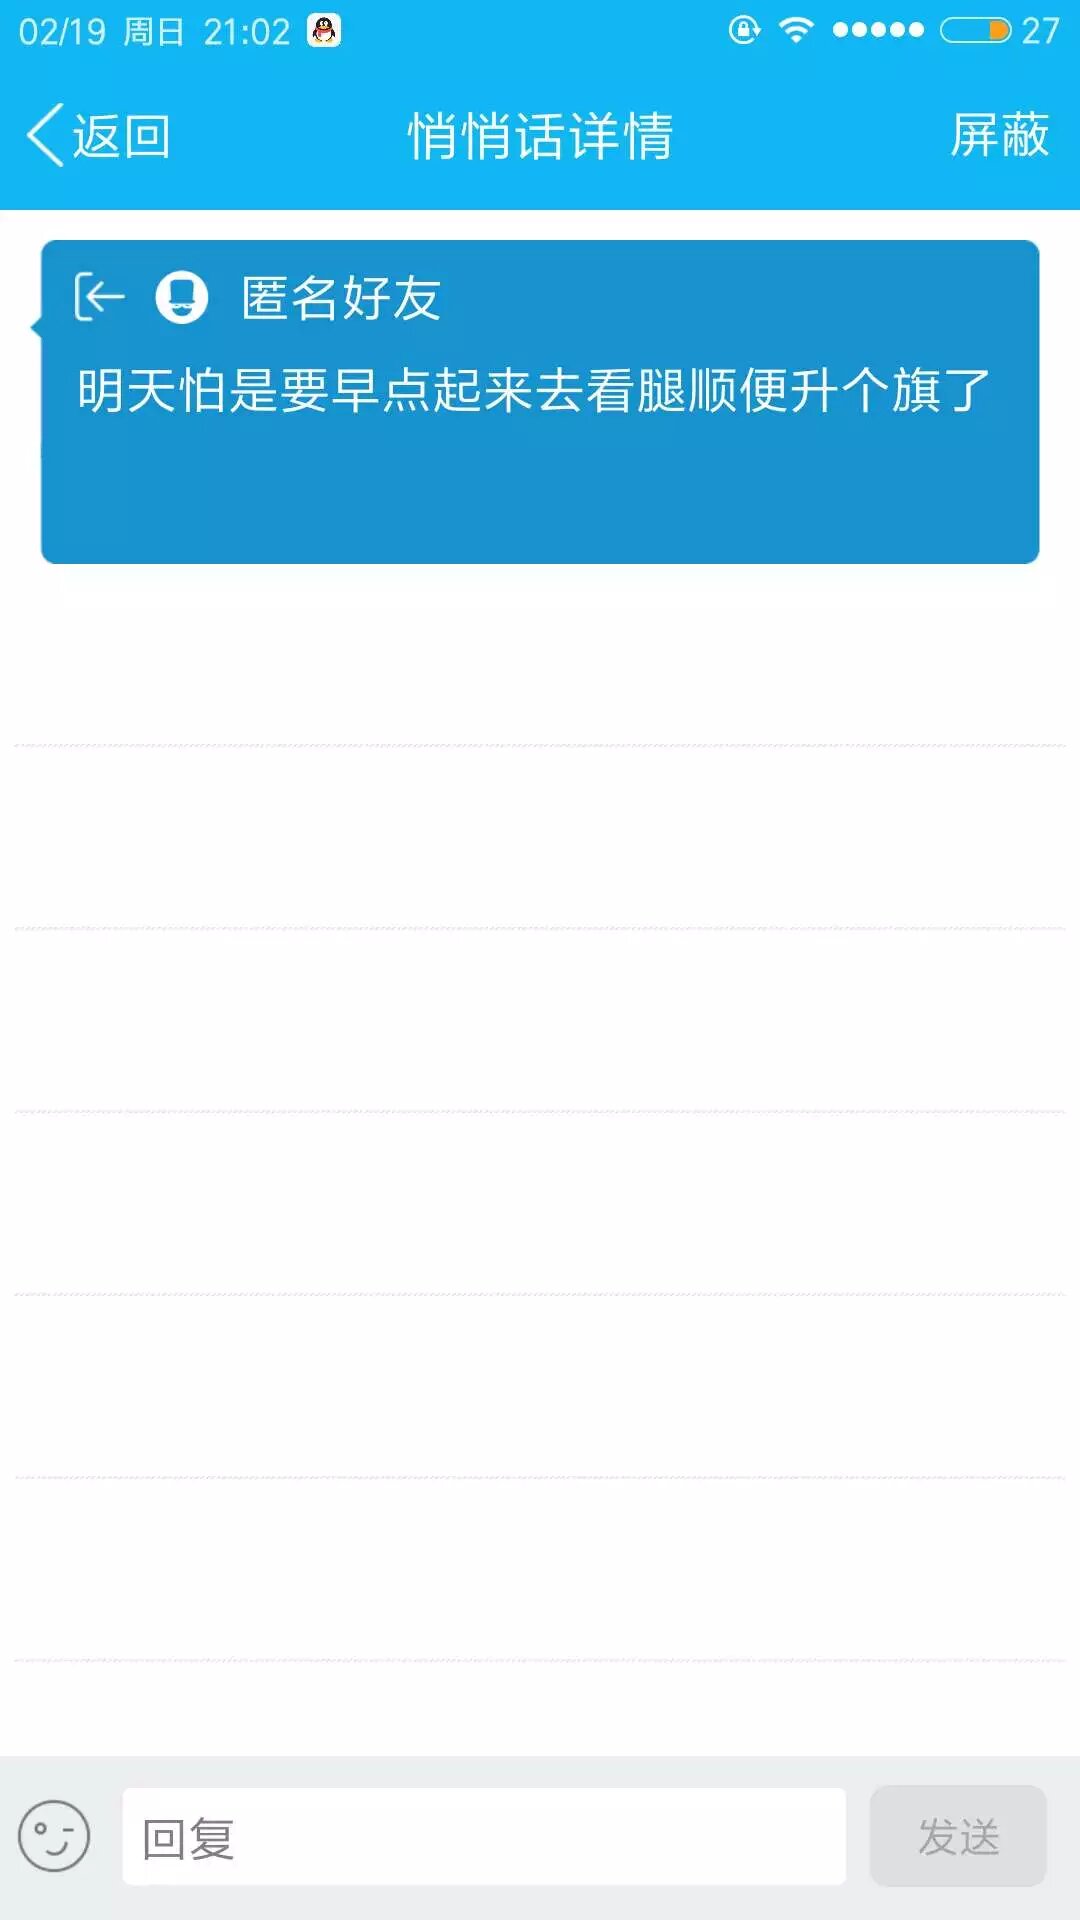 02/19 周日 21:02 27
返回 悄悄话详情 屏蔽
匿名好友
明天怕是要早点起来去看腿顺便升个旗了
回复 发送